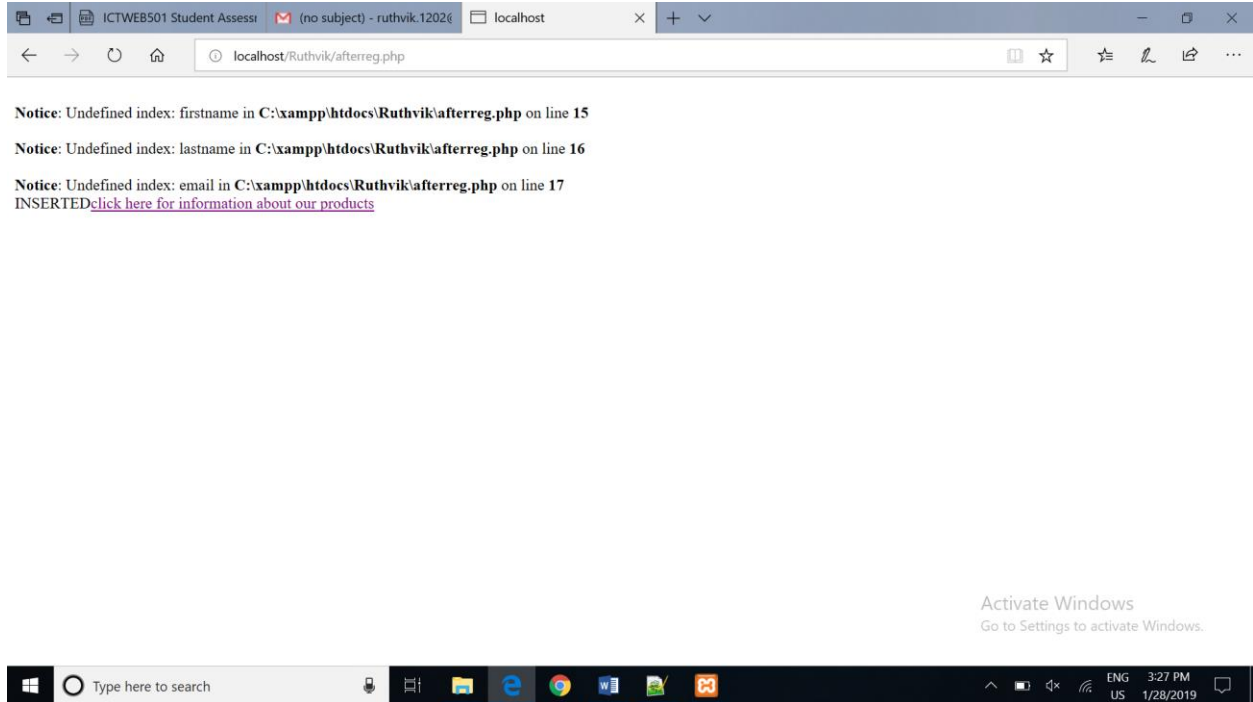 ICTWEB501 Student Assessr
(no subject) - ruthvik.1202(
localhost
localhost/Ruthvik/afterreg.php
Notice: Undefined index: firstname in C:\xampp\htdocs\Ruthvik\afterreg.php on line 15
Notice: Undefined index: lastname in C:\xampp\htdocs\Ruthvik\afterreg.php on line 16
Notice: Undefined index: email in C:\xampp\htdocs\Ruthvik\afterreg.php on line 17
INSERTEDclick here for information about our products
Activate Windows
Go to Settings to activate Windows.
Type here to search
ENG
US
3:27 PM
1/28/2019